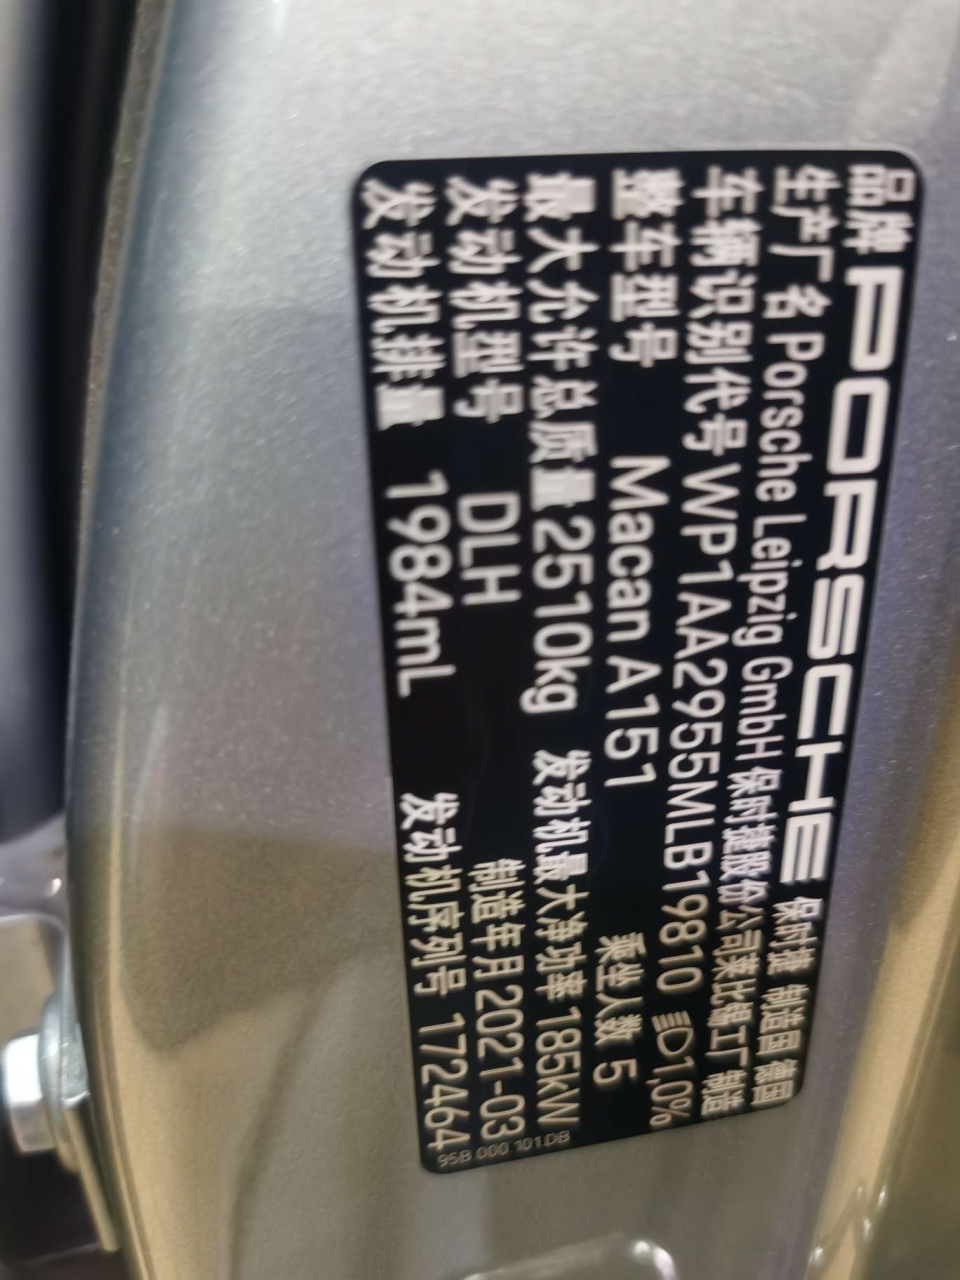 品牌 PORSCHE 保时捷 制造国 德国
生产厂名 Porsche Leipzig GmbH 保时捷股份公司莱比锡工厂 制造
车辆识别代号 WP1AA2955MLB19810 1,0%
整车型号 Macan A151 乘坐人数 5
最大允许总质量 2510kg 发动机最大净功率 185kW
发动机型号 DLH 制造年月 2021-03
发动机排量 1984mL 发动机序列号 172464
95B.000.101.DB